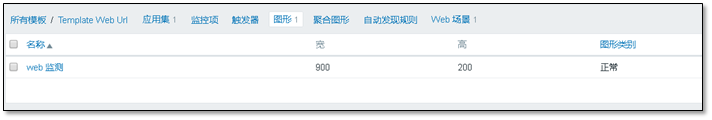 所有模板 / Template Web Url 应用集 1 监控项 触发器 图形 1 聚合图形 自动发现规则 Web 场景 1
名称▲ 宽 高 图形类别
web 监测 900 200 正常